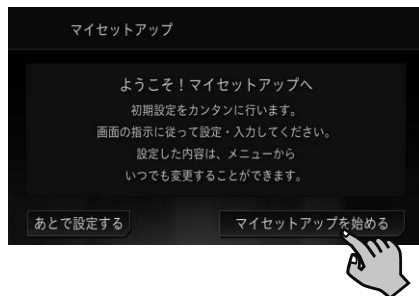 マイセットアップ
ようこそ！マイセットアップへ
初期設定をカンタンに行います。
画面の指示に従って設定・入力してください。
設定した内容は、メニューから
いつでも変更することができます。
あとで設定する
マイセットアップを始める